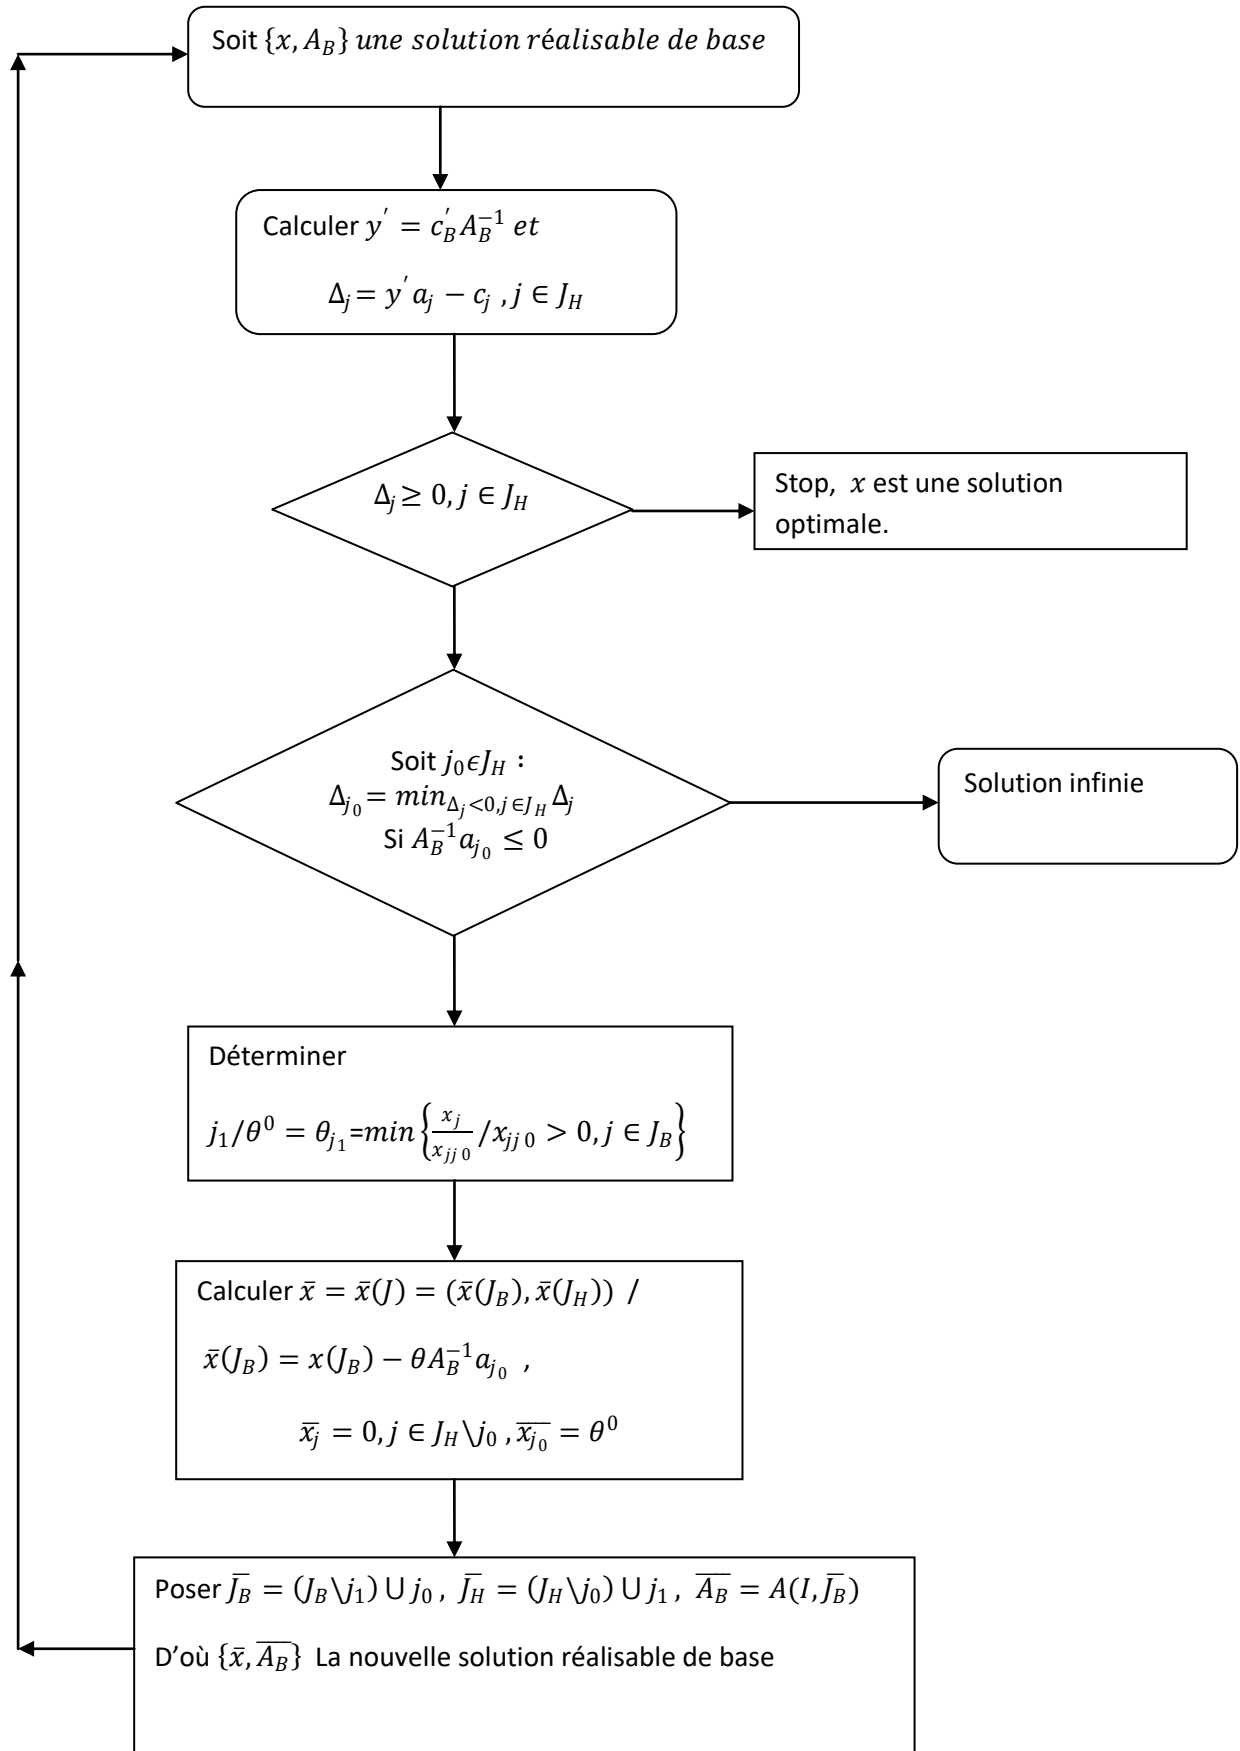 Soit {x, A_B} une solution réalisable de base
Calculer y′ = c′_B A_B^{-1} et
Δ_j = y′a_j − c_j , j ∈ J_H
Δ_j ≥ 0, j ∈ J_H
Stop, x est une solution
optimale.
Soit j_0 ϵ J_H :
Δ_{j_0} = min_{Δ_j<0, j∈J_H} Δ_j
Si A_B^{-1} a_{j_0} ≤ 0
Solution infinie
Déterminer
j_1/θ^0 = θ_{j_1}=min{x_j/x_{jj0} /x_{jj0} > 0, j ∈ J_B}
Calculer x̄ = x̄(J) = (x̄(J_B), x̄(J_H)) /
x̄(J_B) = x(J_B) − θA_B^{-1} a_{j_0} ,
x̄_j = 0, j ∈ J_H\j_0 , x̄_{j_0} = θ^0
Poser J̄_B = (J_B\j_1) ∪ j_0 , J̄_H = (J_H\j_0) ∪ j_1 , Ā_B = A(I, J̄_B)
D’où {x̄, Ā_B} La nouvelle solution réalisable de base